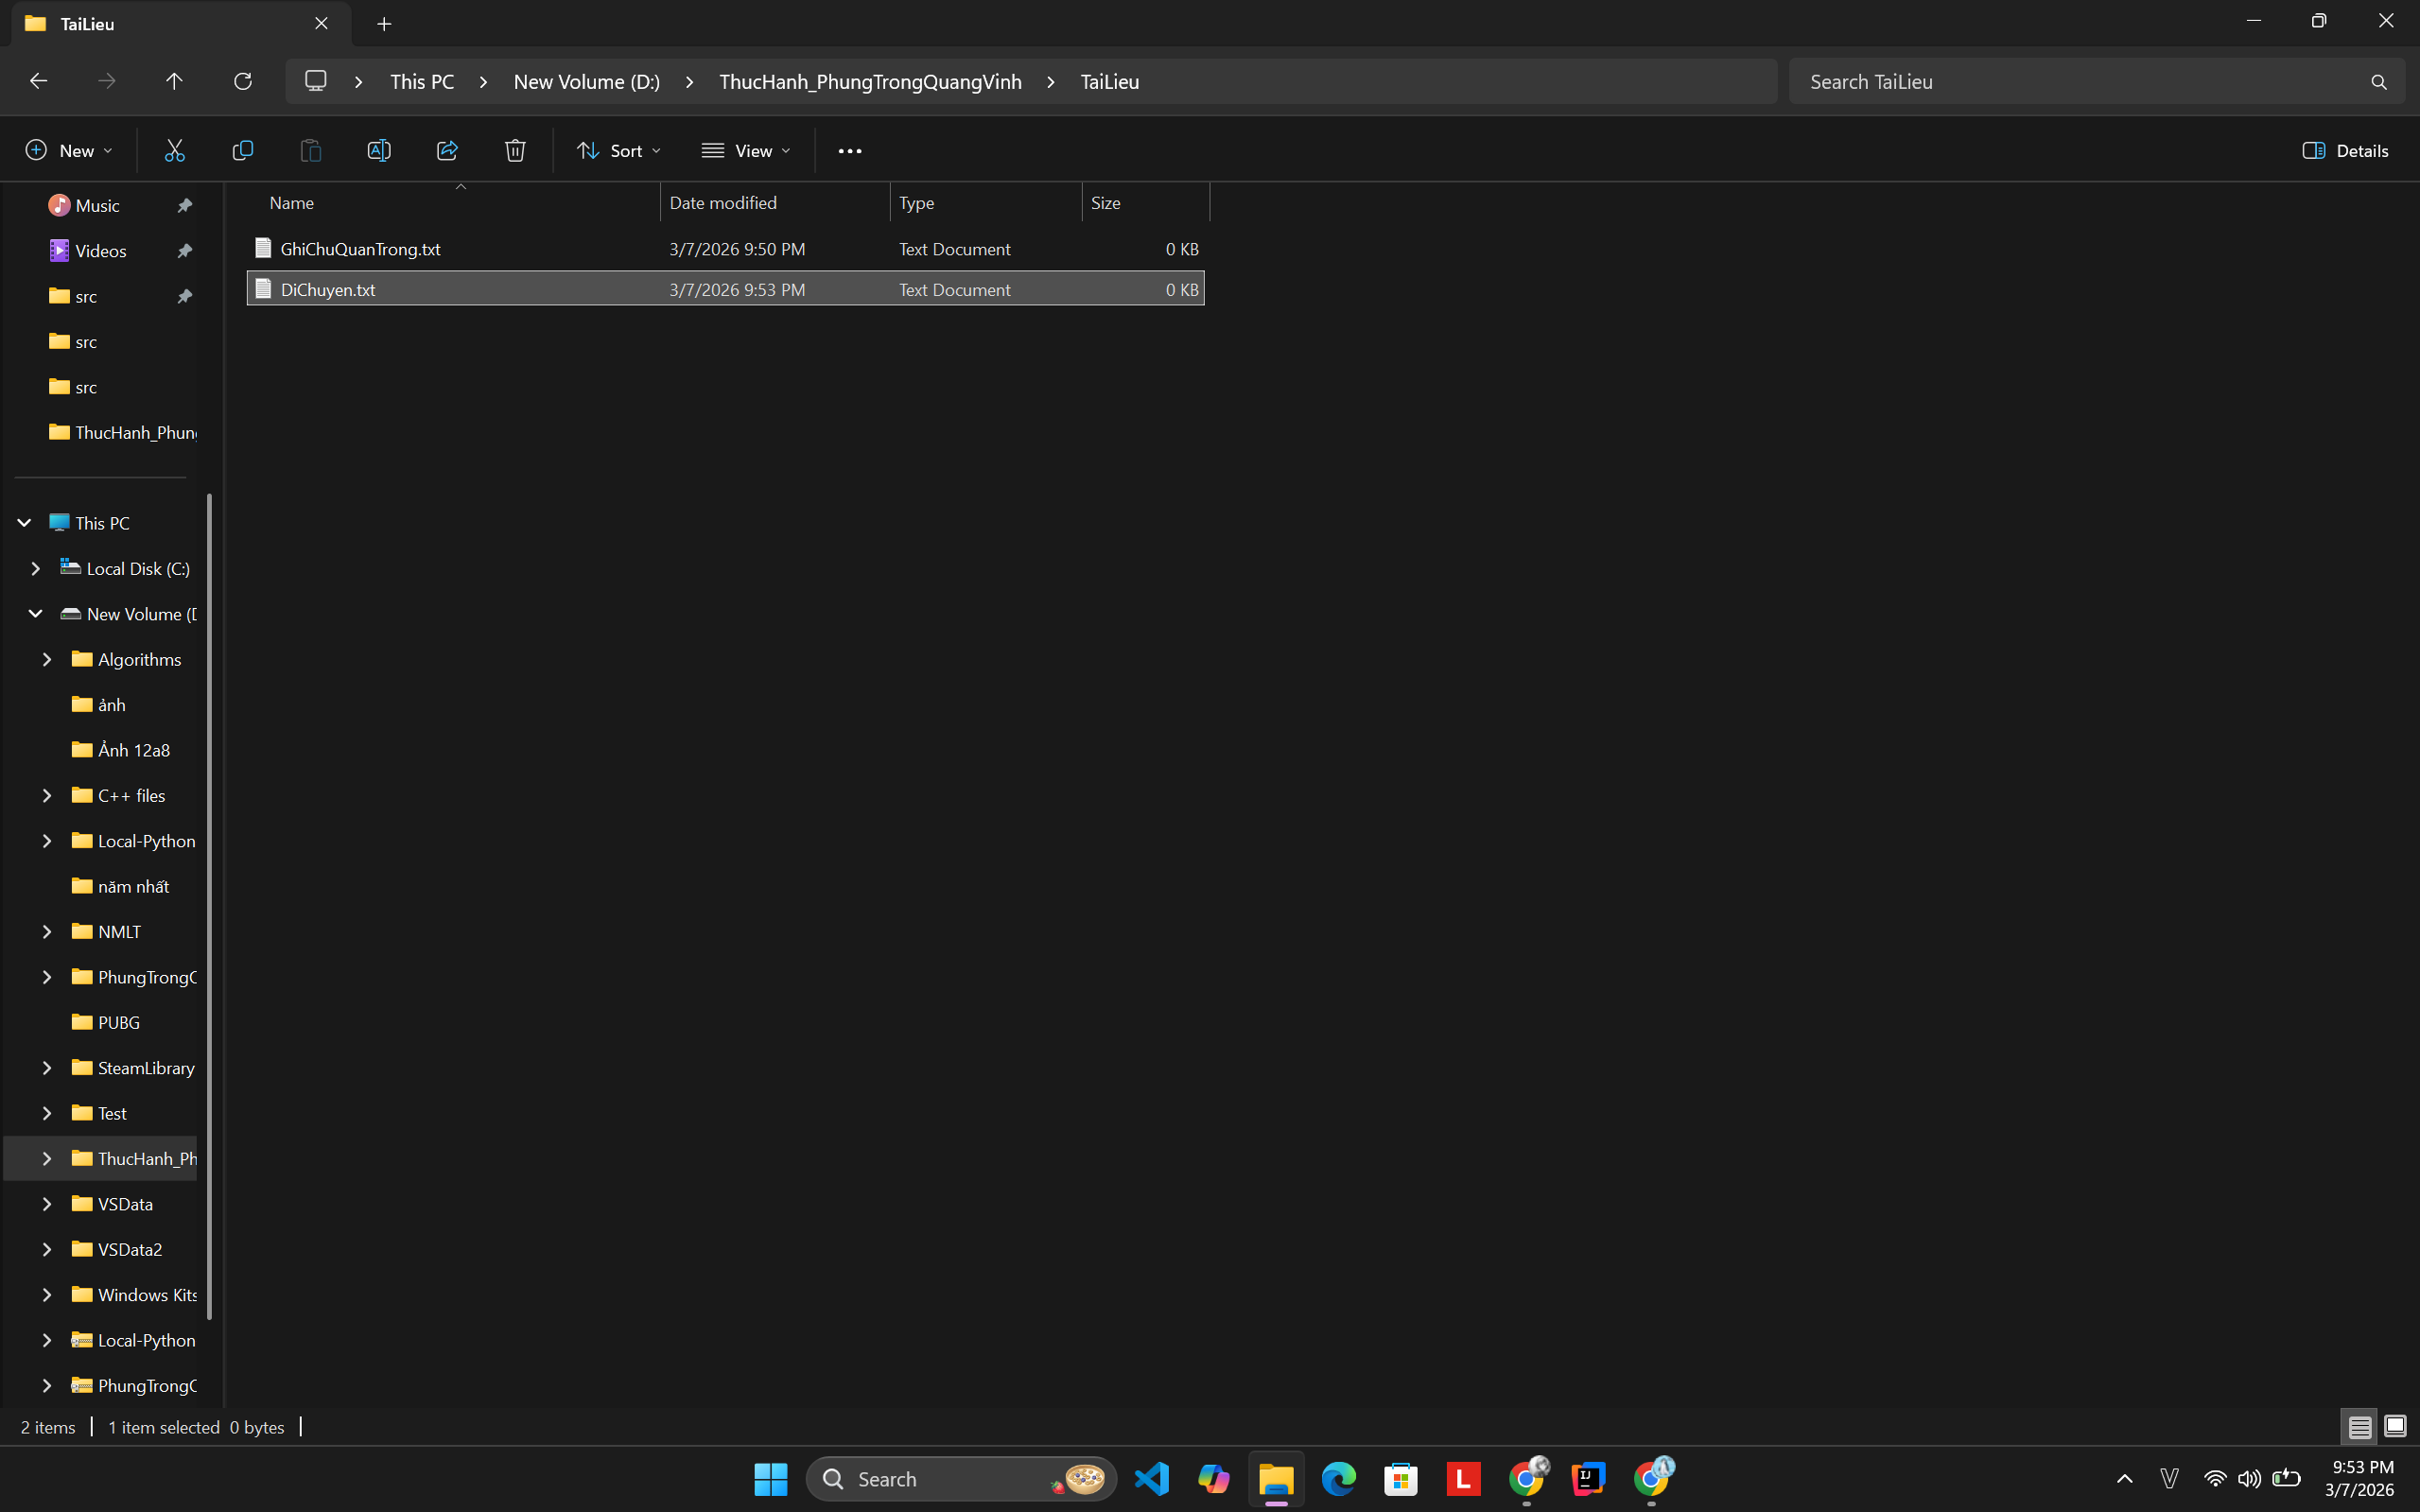 TaiLieu
This PC
New Volume (D:)
ThucHanh_PhungTrongQuangVinh
TaiLieu
Search TaiLieu
New
Sort
View
Details
Name
Date modified
Type
Size
GhiChuQuanTrong.txt 3/7/2026 9:50 PM Text Document 0 KB
DiChuyen.txt 3/7/2026 9:53 PM Text Document 0 KB
Music
Videos
src
src
src
ThucHanh_Phun
This PC
Local Disk (C:)
New Volume (
Algorithms
ảnh
Ảnh 12a8
C++ files
Local-Python
năm nhất
NMLT
PhungTrong
PUBG
SteamLibrary
Test
ThucHanh_Ph
VSData
VSData2
Windows Kits
Local-Python
PhungTrong
2 items 1 item selected 0 bytes
Search
L
IJ
V
9:53 PM
3/7/2026